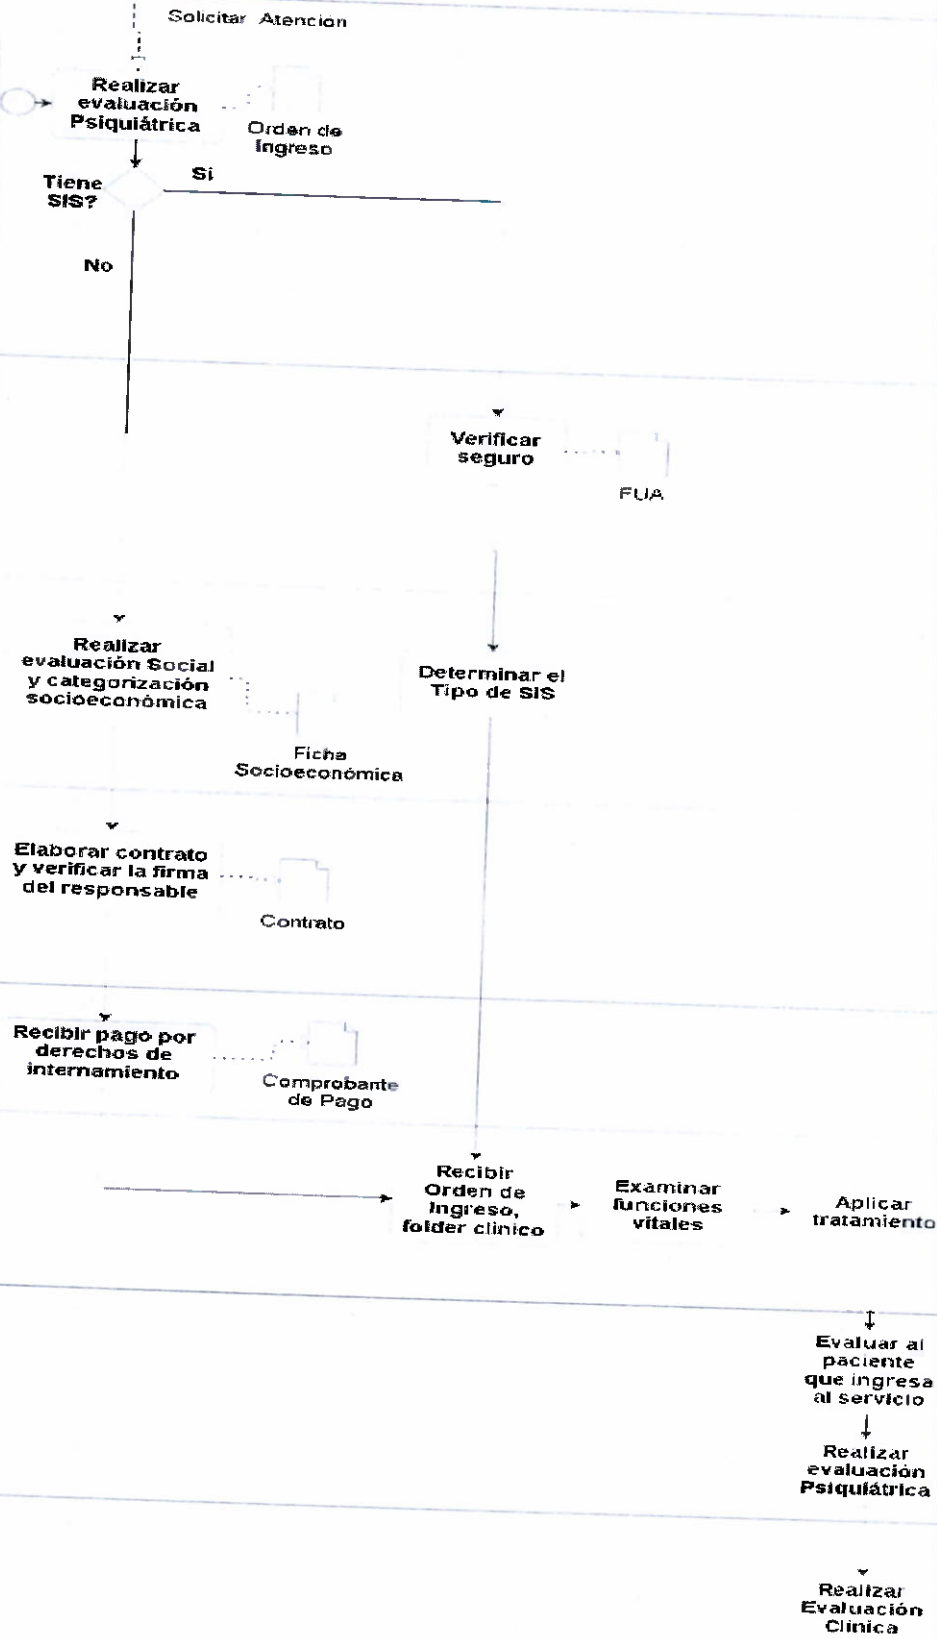 Solicitar Atención
Realizar
evaluación
Psiquiátrica
Orden de
Ingreso
Tiene
SIS?
Si
No
Verificar
seguro
FUA
Realizar
evaluación Social
y categorización
socioeconómica
Ficha
Socioeconómica
Determinar el
Tipo de SIS
Elaborar contrato
y verificar la firma
del responsable
Contrato
Recibir pago por
derechos de
internamiento
Comprobante
de Pago
Recibir
Orden de
Ingreso,
folder clinico
Examinar
funciones
vitales
Aplicar
tratamiento
Evaluar al
paciente
que ingresa
al servicio
Realizar
evaluación
Psiquiátrica
Realizar
Evaluación
Clinica